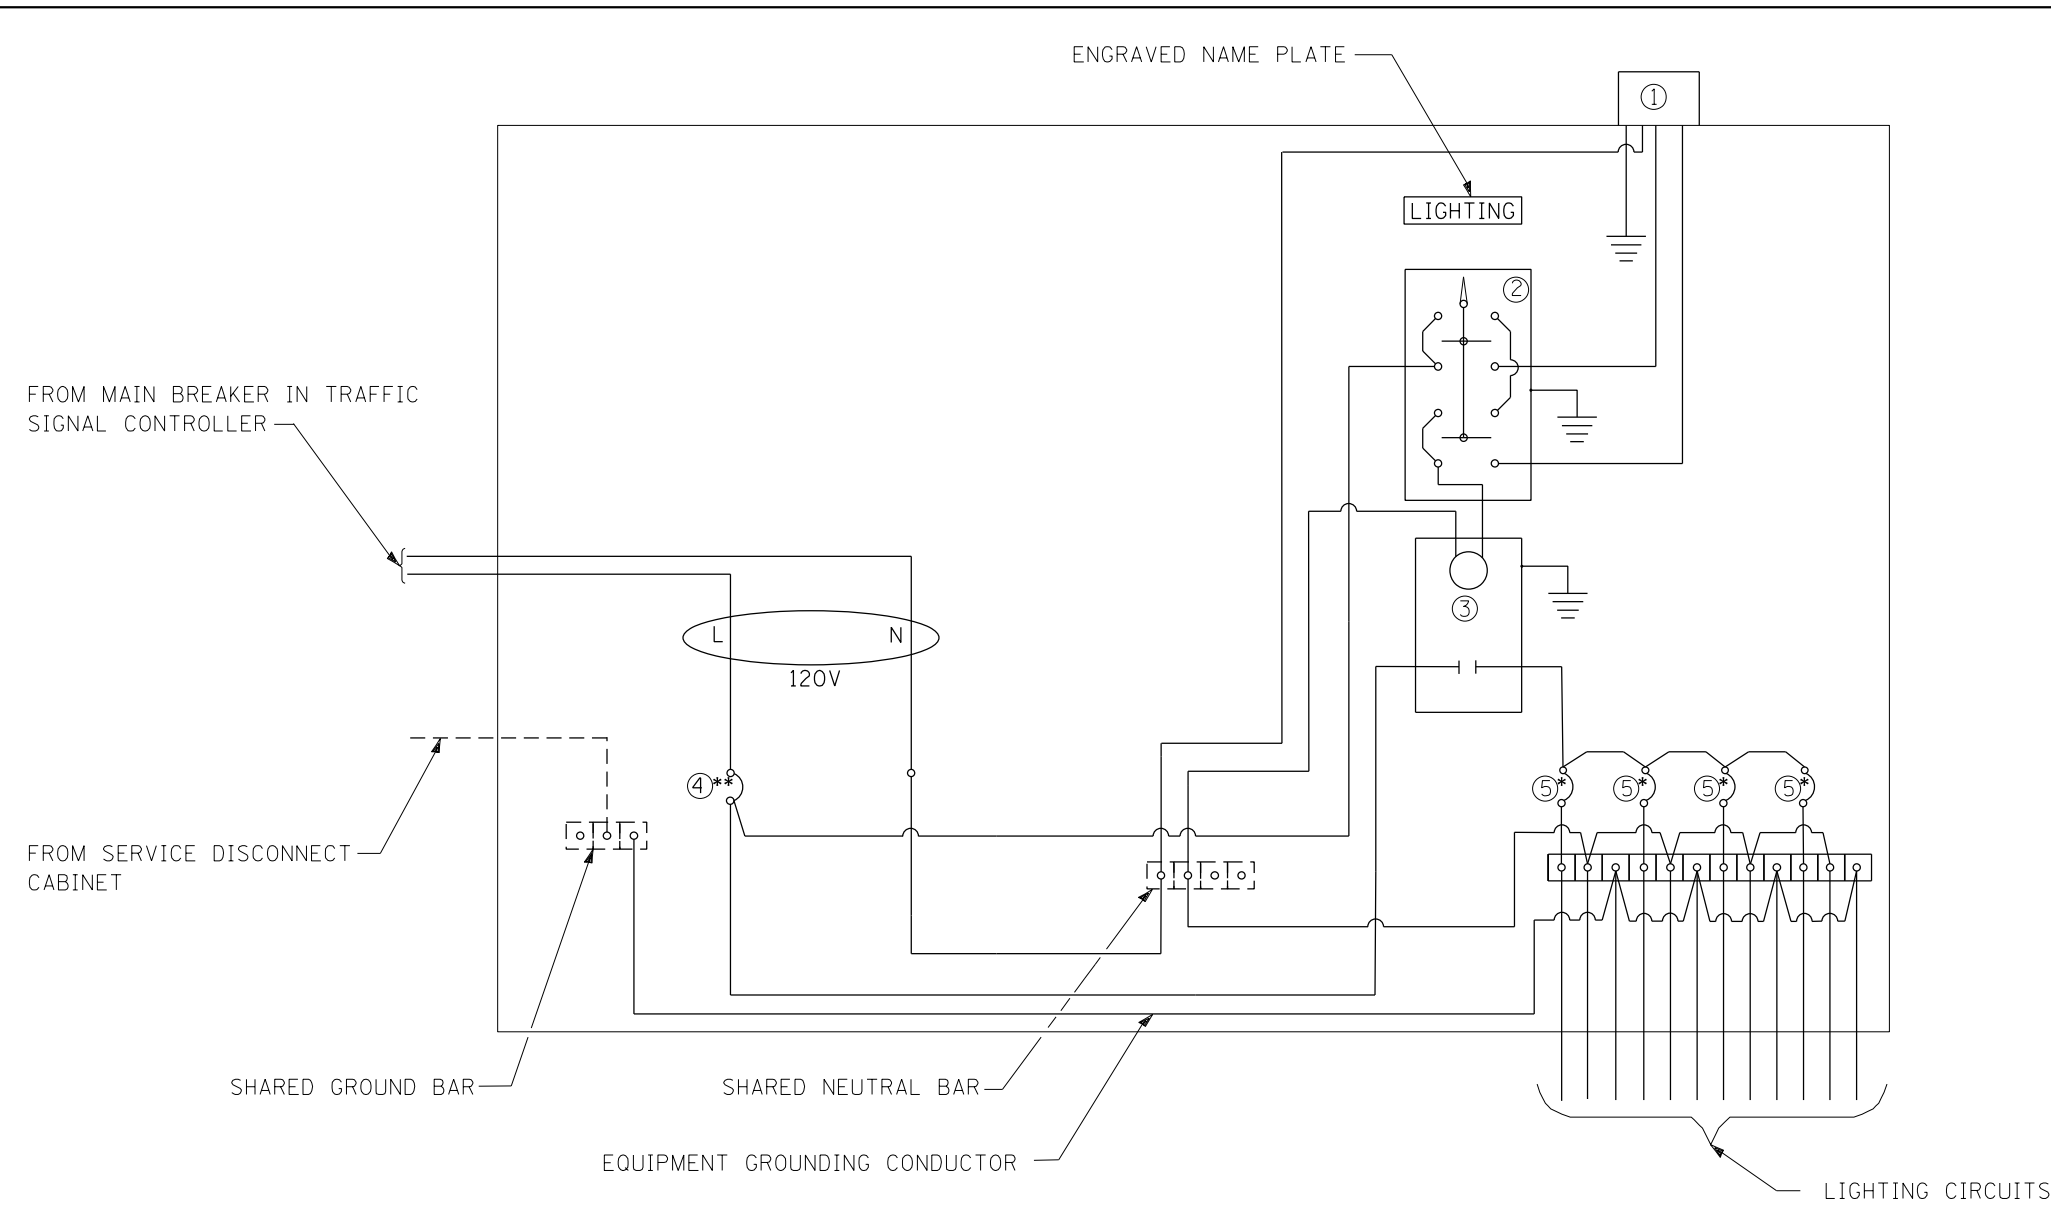 ENGRAVED NAME PLATE
①
LIGHTING
②
FROM MAIN BREAKER IN TRAFFIC
SIGNAL CONTROLLER
③
L N
120V
④**
⑤* ⑤* ⑤* ⑤*
FROM SERVICE DISCONNECT
CABINET
SHARED GROUND BAR
SHARED NEUTRAL BAR
EQUIPMENT GROUNDING CONDUCTOR
LIGHTING CIRCUITS